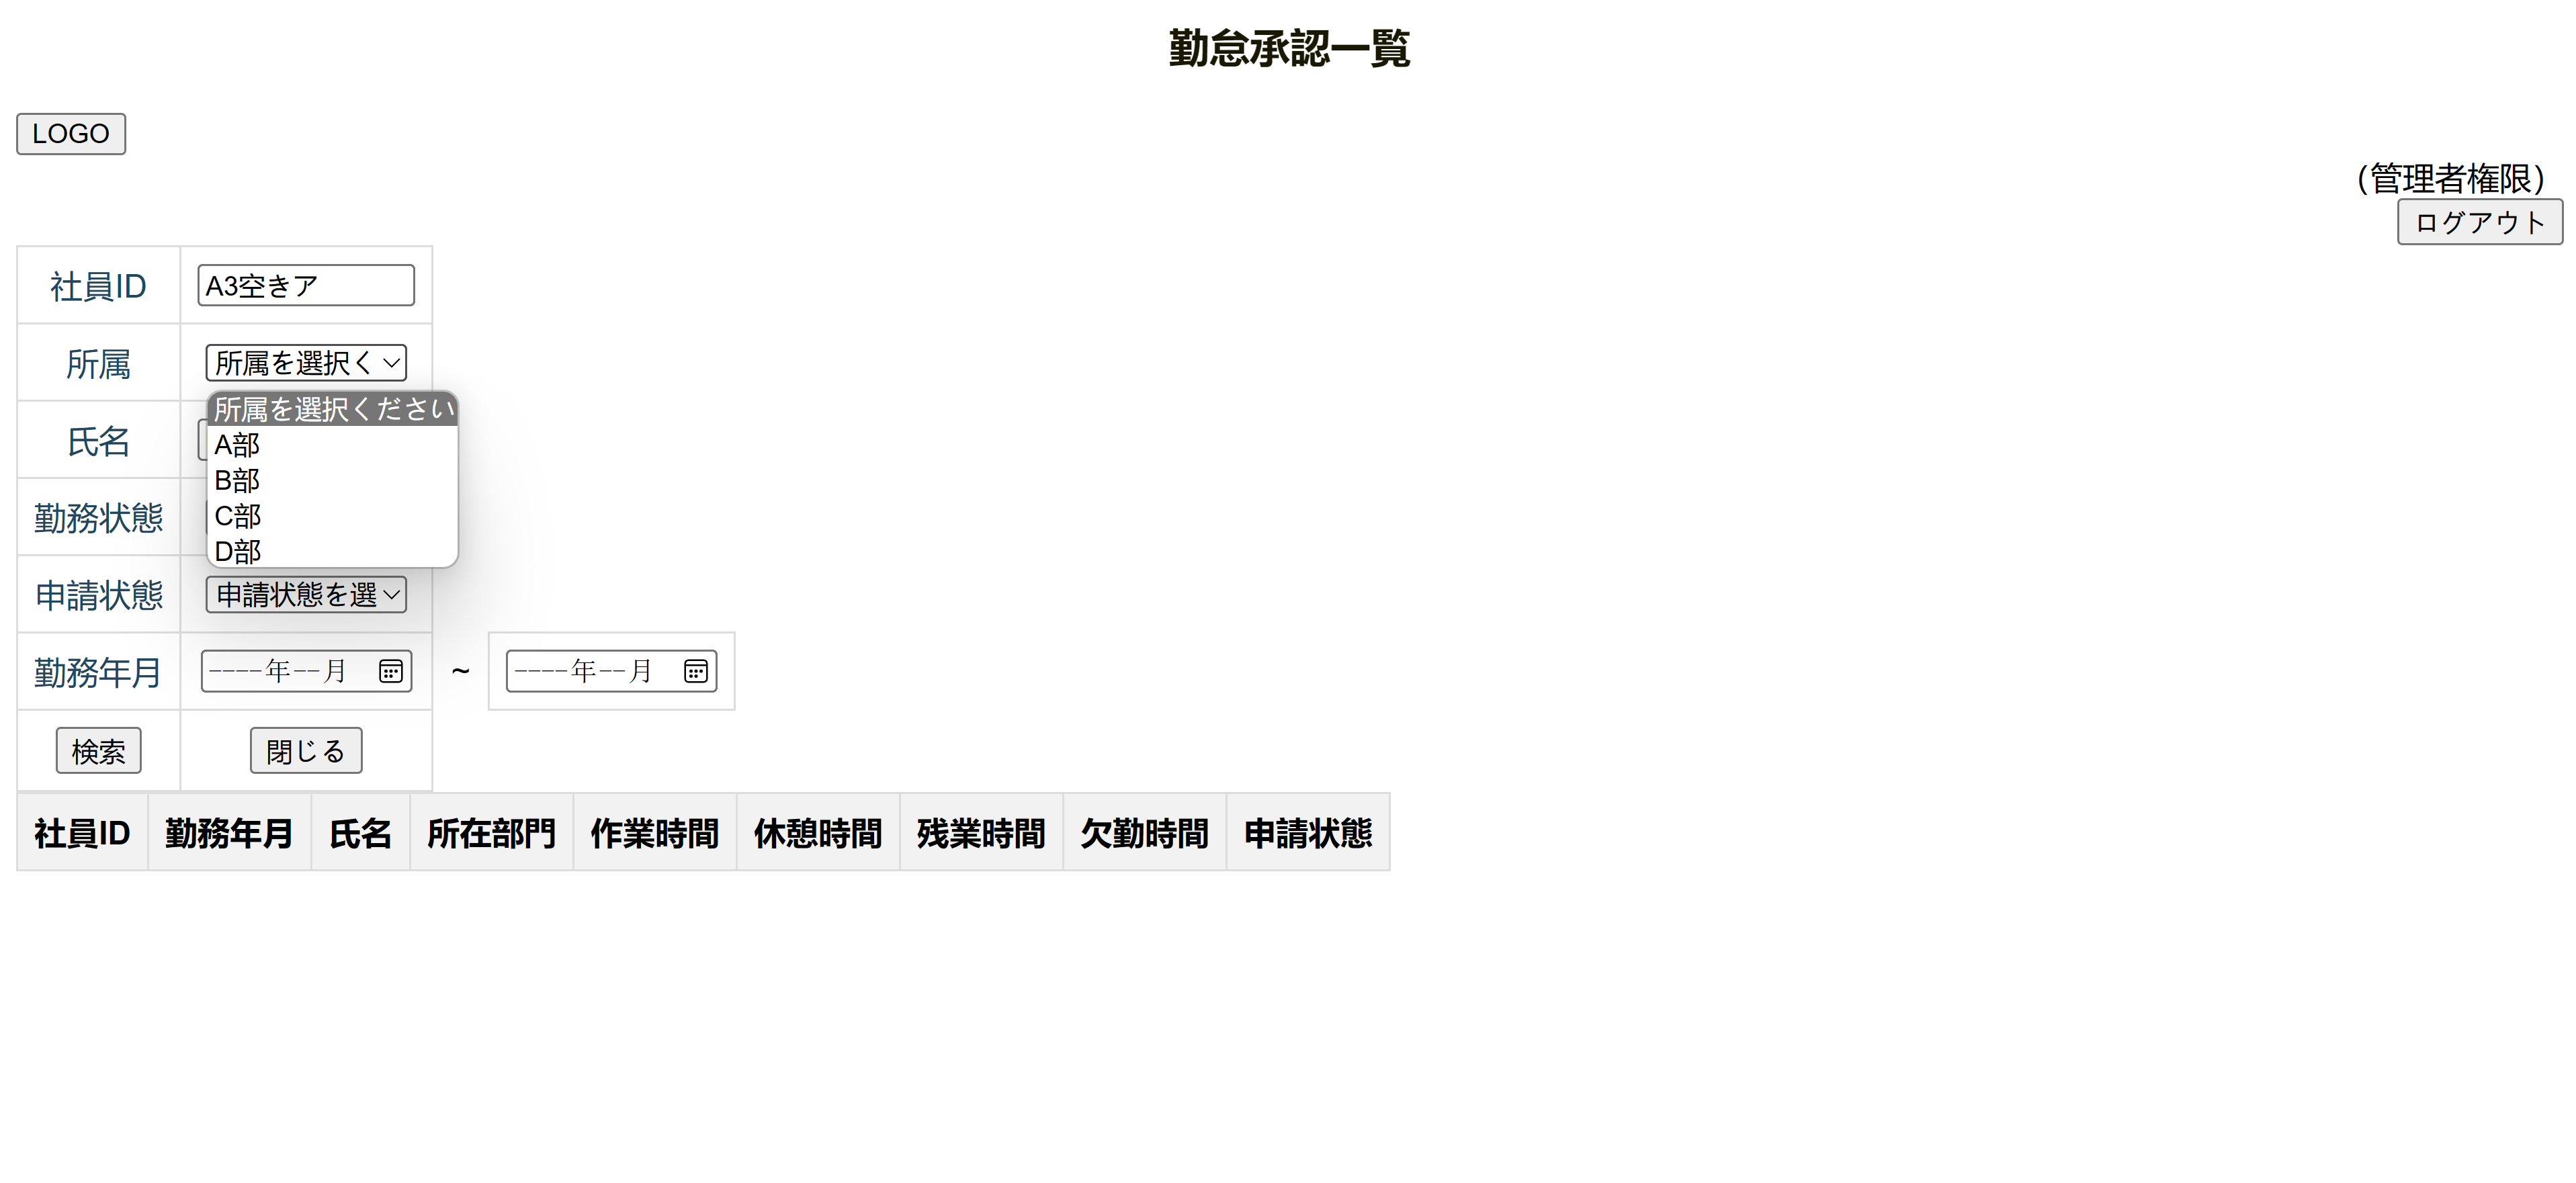 勤怠承認一覧
LOGO
（管理者権限）
ログアウト
社員ID A3空きア
所属 所属を選択く
所属を選択ください
A部
B部
C部
D部
氏名
勤務状態
申請状態 申請状態を選
勤務年月 ----年--月 ~ ----年--月
検索 閉じる
社員ID 勤務年月 氏名 所在部門 作業時間 休憩時間 残業時間 欠勤時間 申請状態